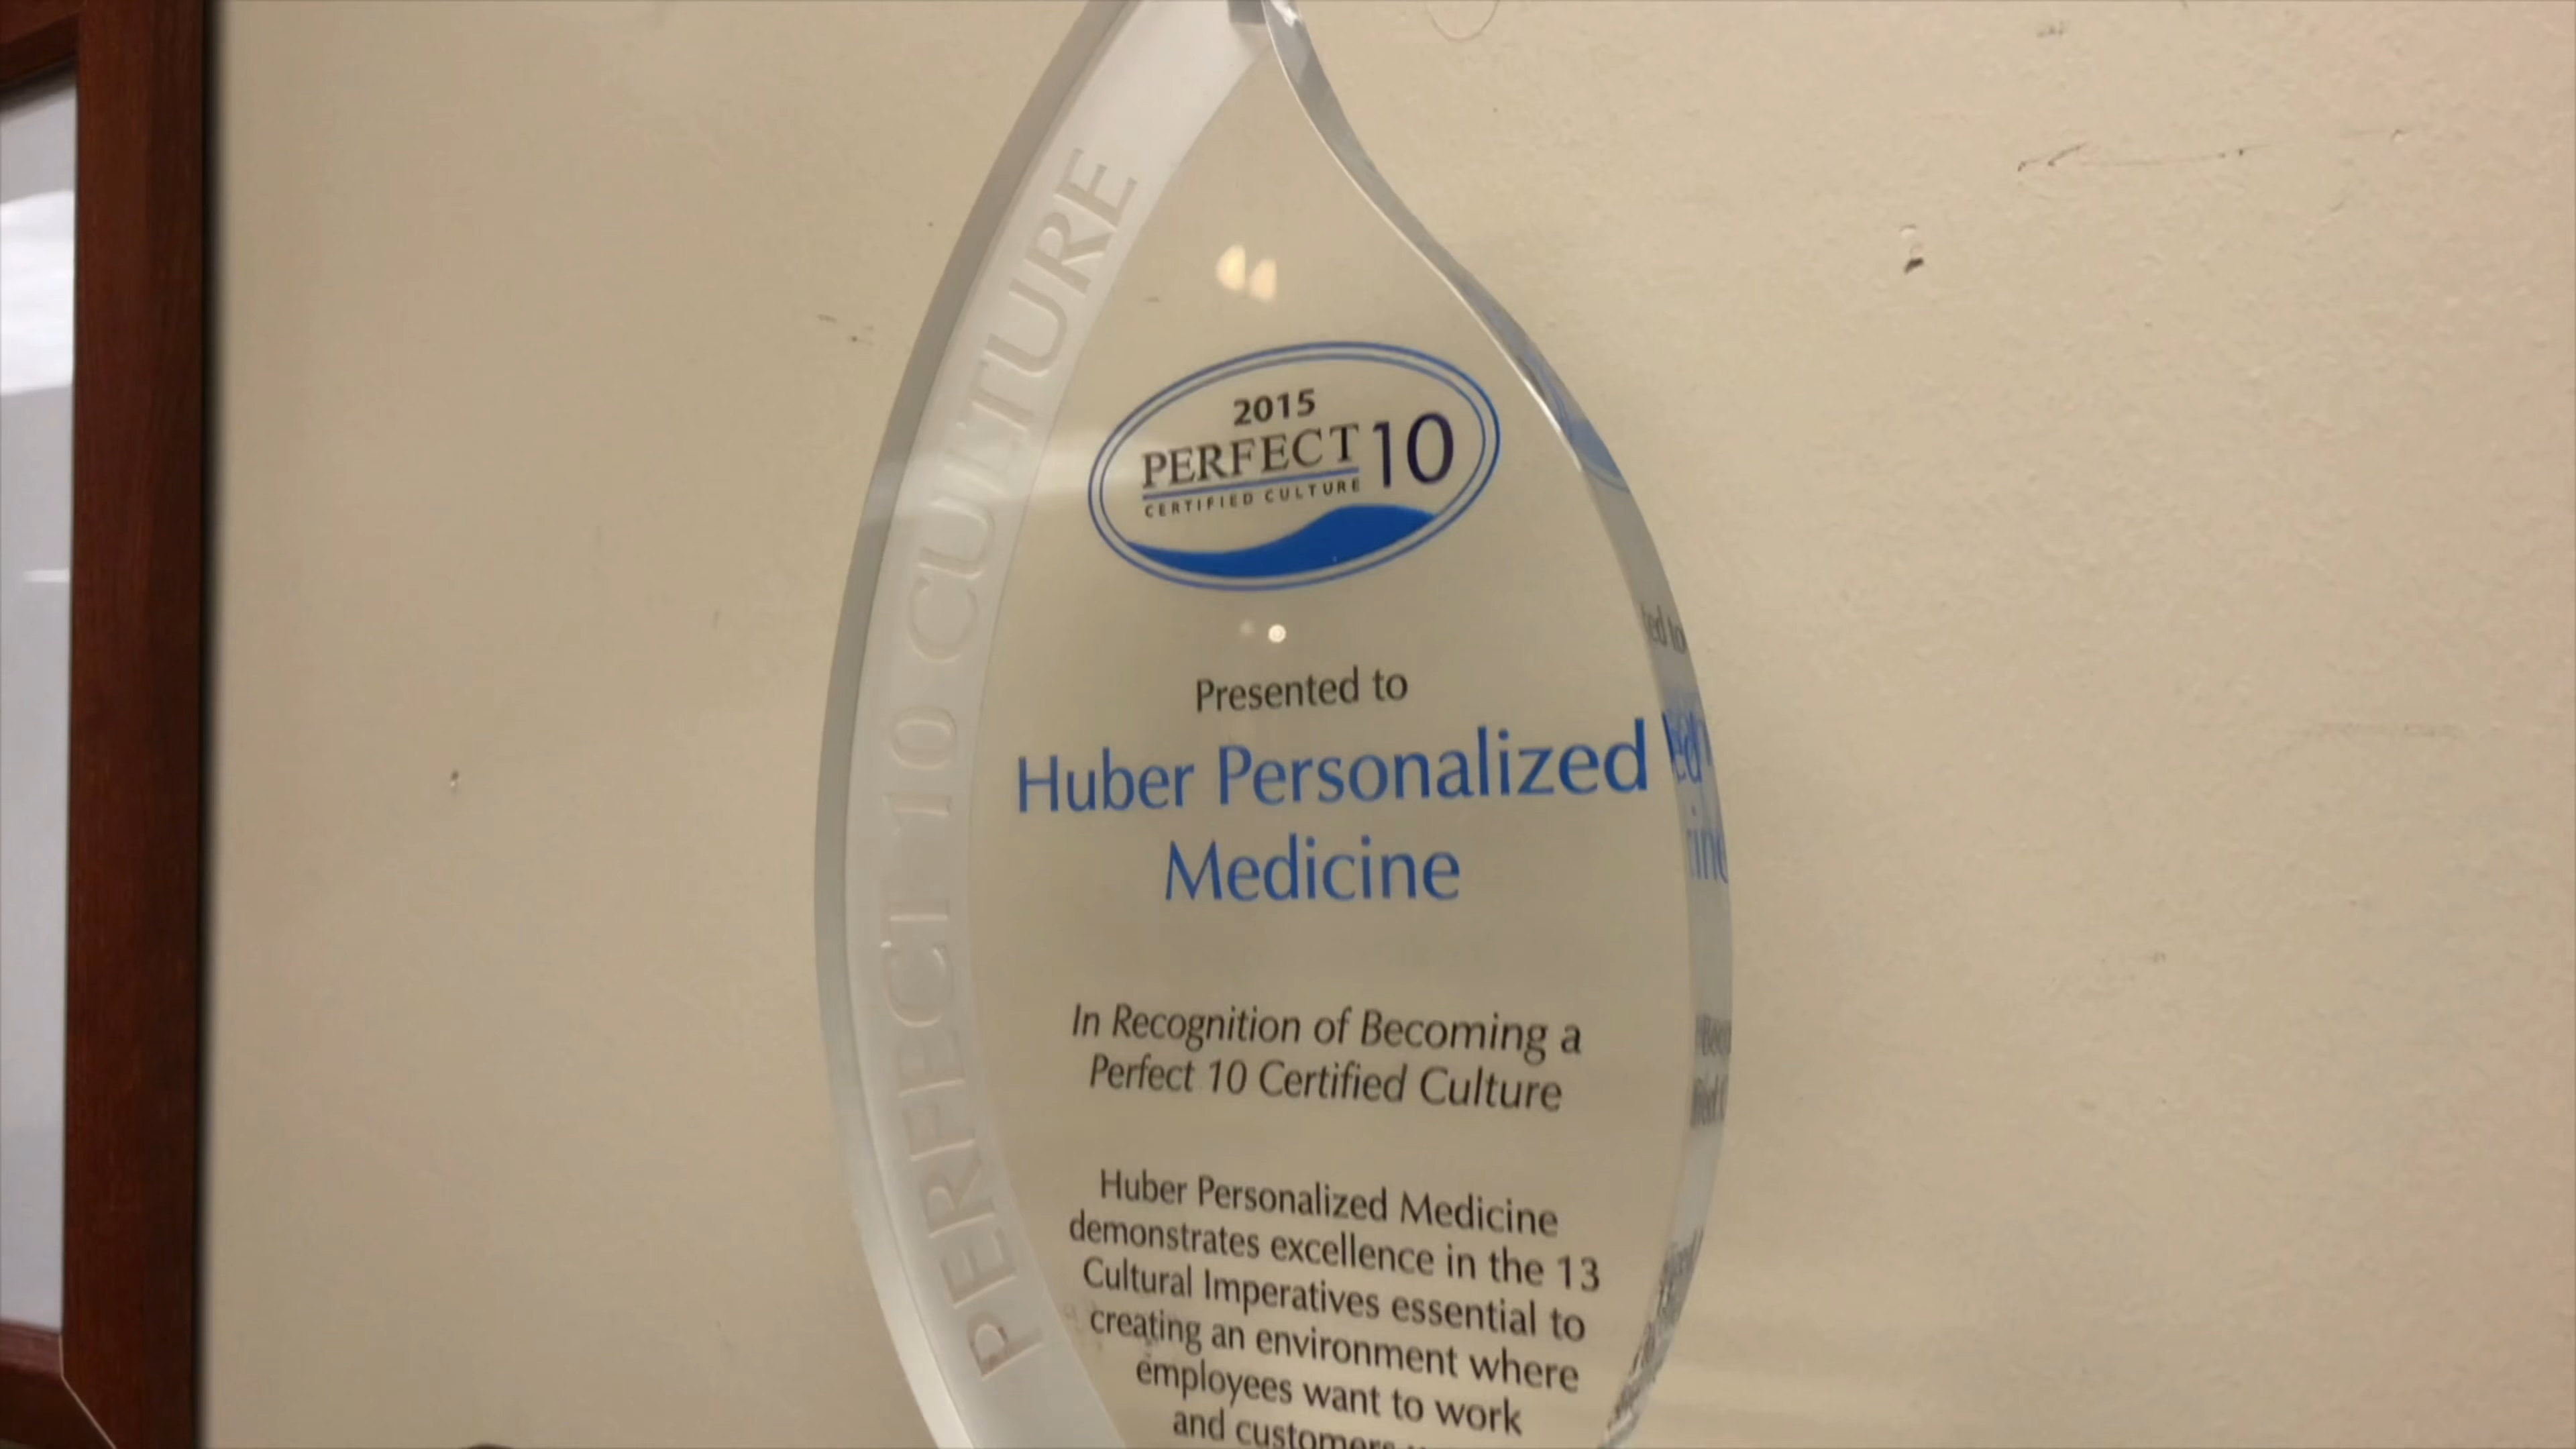 PERFECT 10 CULTURE
2015
PERFECT 10
CERTIFIED CULTURE
Presented to
Huber Personalized
Medicine
In Recognition of Becoming a
Perfect 10 Certified Culture
Huber Personalized Medicine
demonstrates excellence in the 13
Cultural Imperatives essential to
creating an environment where
employees want to work
and customers